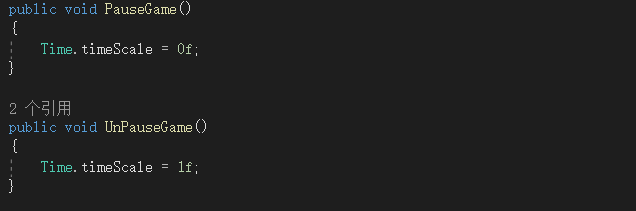 public void PauseGame()
{
Time.timeScale = 0f;
}
2 个引用
public void UnPauseGame()
{
Time.timeScale = 1f;
}